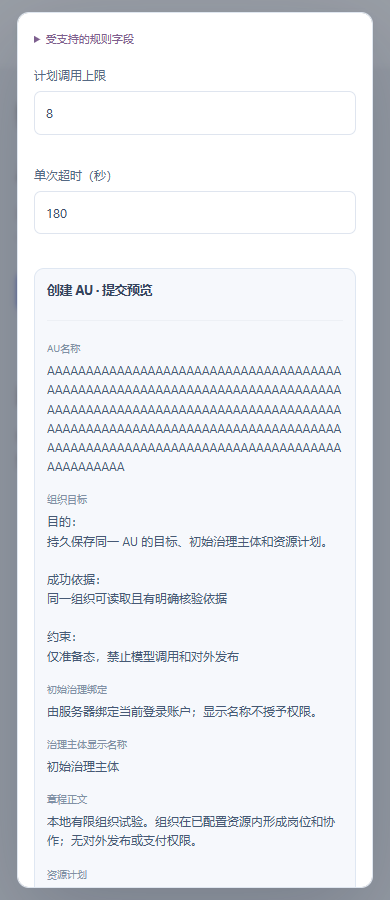 ▶ 受支持的规则字段
计划调用上限
8
单次超时（秒）
180
创建 AU · 提交预览
AU名称
AAAAAAAAAAAAAAAAAAAAAAAAAAAAAAAAAAAAAA
AAAAAAAAAAAAAAAAAAAAAAAAAAAAAAAAAAAAAA
AAAAAAAAAAAAAAAAAAAAAAAAAAAAAAAAAAAAAA
AAAAAAAAAAAAAAAAAAAAAAAAAAAAAAAAAAAAAA
AAAAAAAAAAAAAAAAAAAAAAAAAAAAAAAAAAAAAA
AAAAAAAAAA
组织目标
目的：
持久保存同一 AU 的目标、初始治理主体和资源计划。
成功依据：
同一组织可读取且有明确核验依据
约束：
仅准备态，禁止模型调用和对外发布
初始治理绑定
由服务器绑定当前登录账户；显示名称不授予权限。
治理主体显示名称
初始治理主体
章程正文
本地有限组织试验。组织在已配置资源内形成岗位和协
作；无对外发布或支付权限。
资源计划